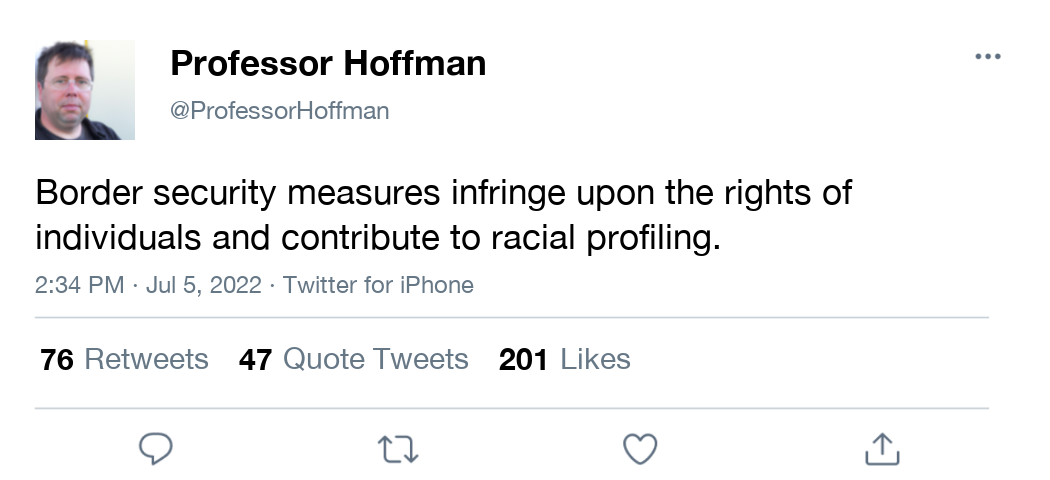 Professor Hoffman
@ProfessorHoffman
Border security measures infringe upon the rights of
individuals and contribute to racial profiling.
2:34 PM · Jul 5, 2022 · Twitter for iPhone
76 Retweets 47 Quote Tweets 201 Likes